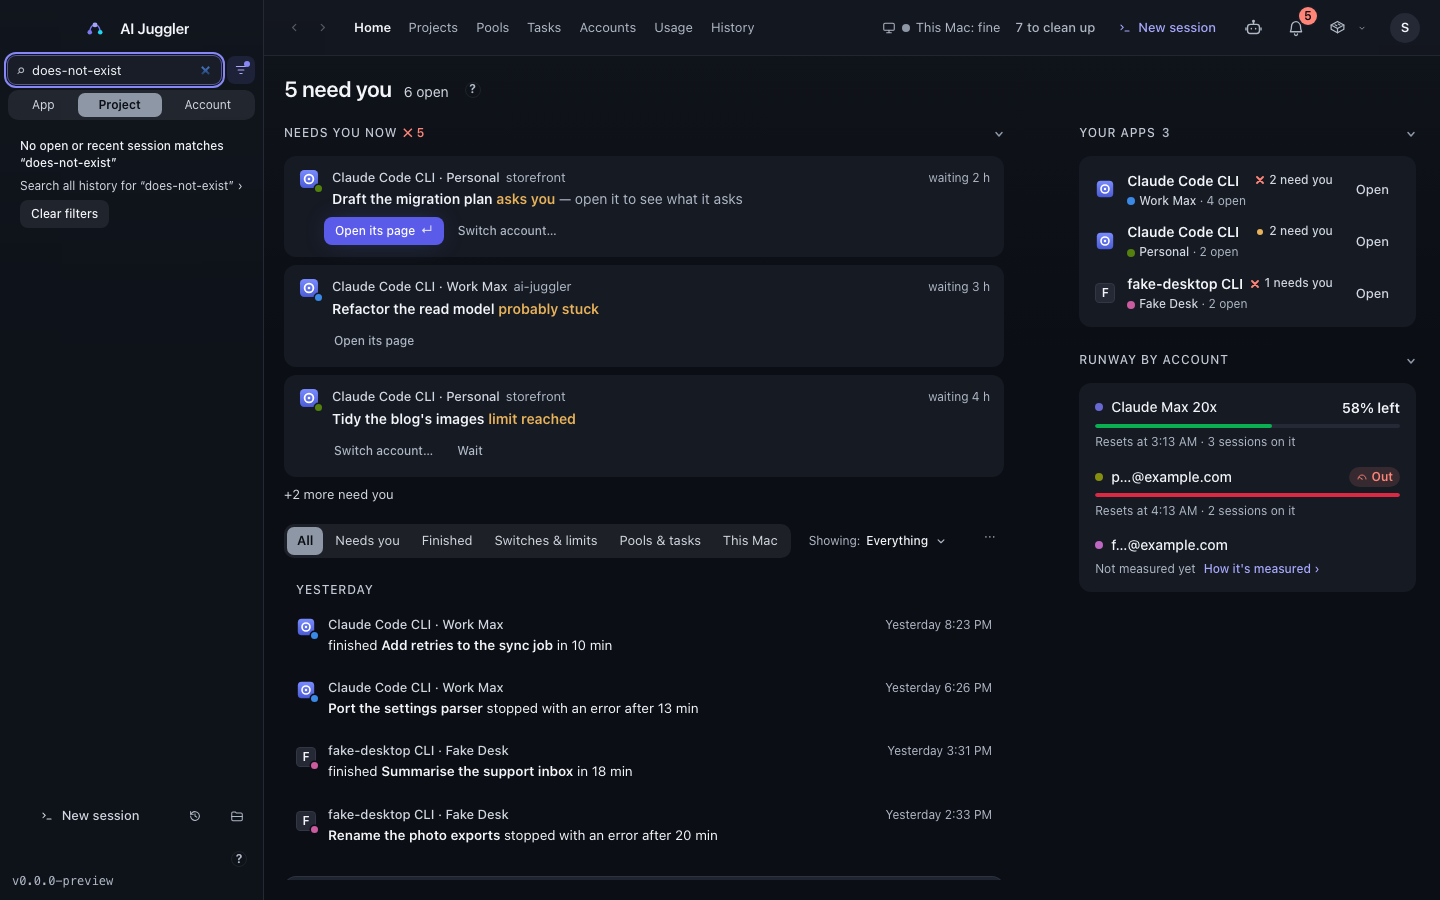 AI Juggler
does-not-exist
App Project Account
No open or recent session matches
“does-not-exist”
Search all history for “does-not-exist” ›
Clear filters
New session
?
v0.0.0-preview
Home Projects Pools Tasks Accounts Usage History
This Mac: fine 7 to clean up New session 5 S
5 need you 6 open ?
NEEDS YOU NOW 5
Claude Code CLI · Personal storefront waiting 2 h
Draft the migration plan asks you — open it to see what it asks
Open its page ↵ Switch account…
Claude Code CLI · Work Max ai-juggler waiting 3 h
Refactor the read model probably stuck
Open its page
Claude Code CLI · Personal storefront waiting 4 h
Tidy the blog's images limit reached
Switch account… Wait
+2 more need you
All Needs you Finished Switches & limits Pools & tasks This Mac Showing: Everything …
YESTERDAY
Claude Code CLI · Work Max Yesterday 8:23 PM
finished Add retries to the sync job in 10 min
Claude Code CLI · Work Max Yesterday 6:26 PM
Port the settings parser stopped with an error after 13 min
F fake-desktop CLI · Fake Desk Yesterday 3:31 PM
finished Summarise the support inbox in 18 min
F fake-desktop CLI · Fake Desk Yesterday 2:33 PM
Rename the photo exports stopped with an error after 20 min
YOUR APPS 3
Claude Code CLI 2 need you Open
Work Max · 4 open
Claude Code CLI 2 need you Open
Personal · 2 open
F fake-desktop CLI 1 needs you Open
Fake Desk · 2 open
RUNWAY BY ACCOUNT
Claude Max 20x 58% left
Resets at 3:13 AM · 3 sessions on it
p…@example.com Out
Resets at 4:13 AM · 2 sessions on it
f…@example.com
Not measured yet How it's measured ›